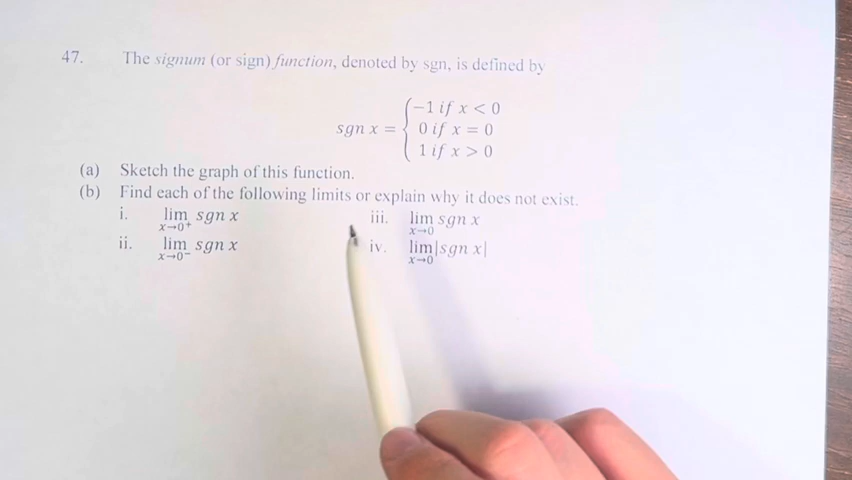 47. The signum (or sign) function, denoted by sgn, is defined by
sgn x = { −1 if x < 0
0 if x = 0
1 if x > 0
(a) Sketch the graph of this function.
(b) Find each of the following limits or explain why it does not exist.
i. lim x→0⁺ sgn x iii. lim x→0 sgn x
ii. lim x→0⁻ sgn x iv. lim x→0 |sgn x|